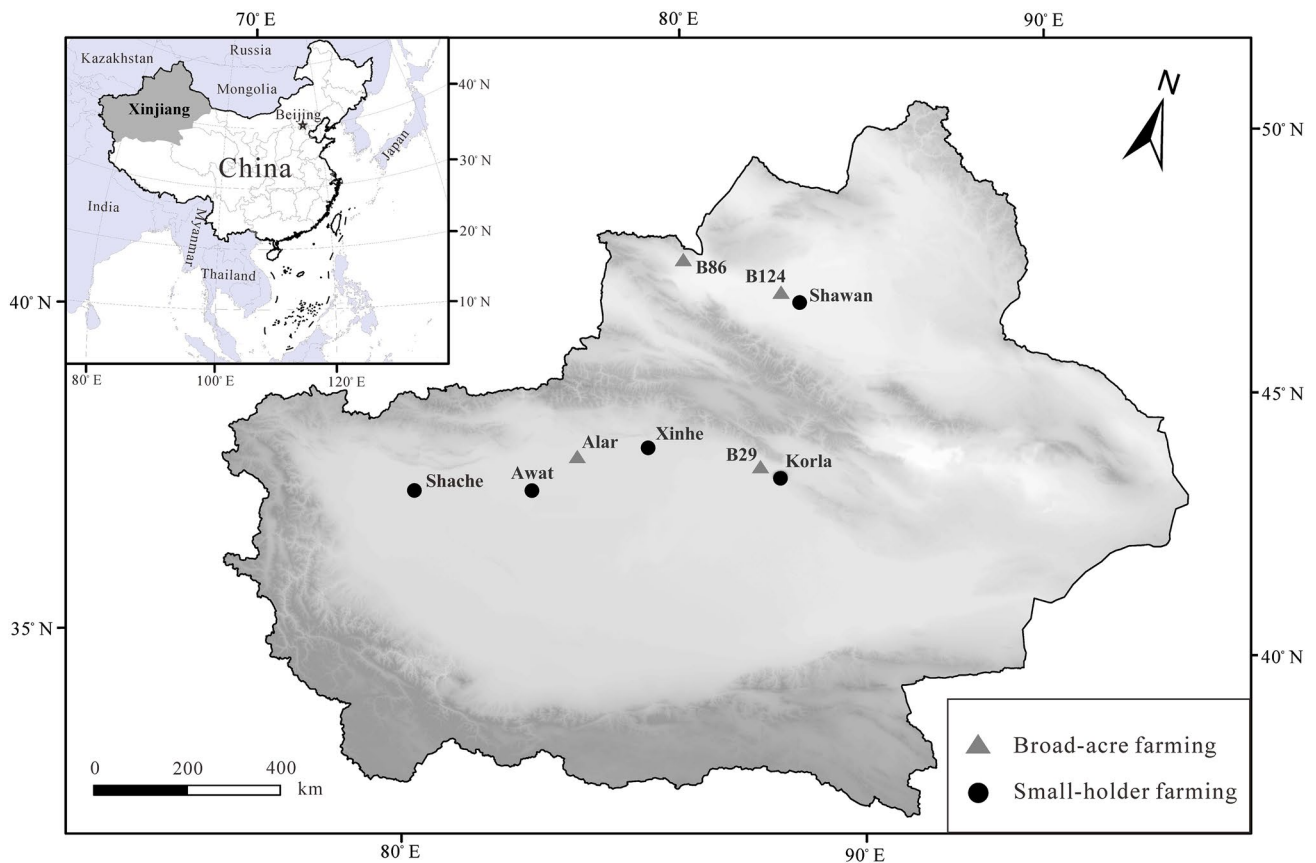 70° E
80° E
90° E
Kazakhstan
Russia
Mongolia
Xinjiang
Beijing
China
Japan
India
Myanmar
Thailand
40° N
30° N
20° N
10° N
80° E
100° E
120° E
N
50° N
45° N
40° N
40° N
35° N
B86
B124
Shawan
Alar
Xinhe
B29
Korla
Shache
Awat
0
200
400
km
Broad-acre farming
Small-holder farming
80° E
90° E